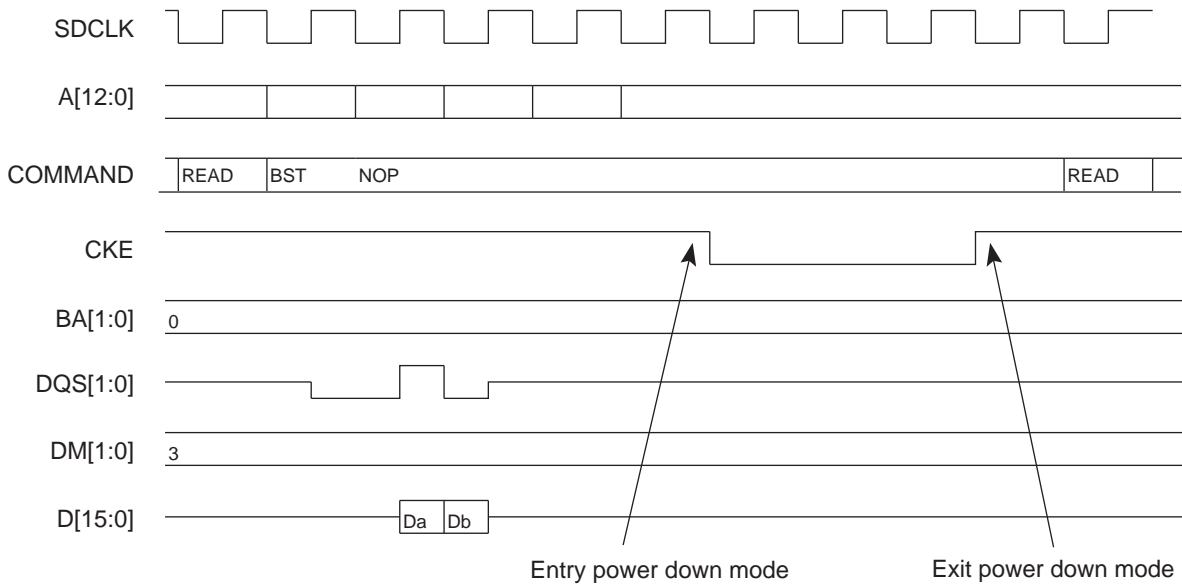 SDCLK
A[12:0]
COMMAND READ BST NOP READ
CKE
BA[1:0] 0
DQS[1:0]
DM[1:0] 3
D[15:0] Da Db
Entry power down mode Exit power down mode